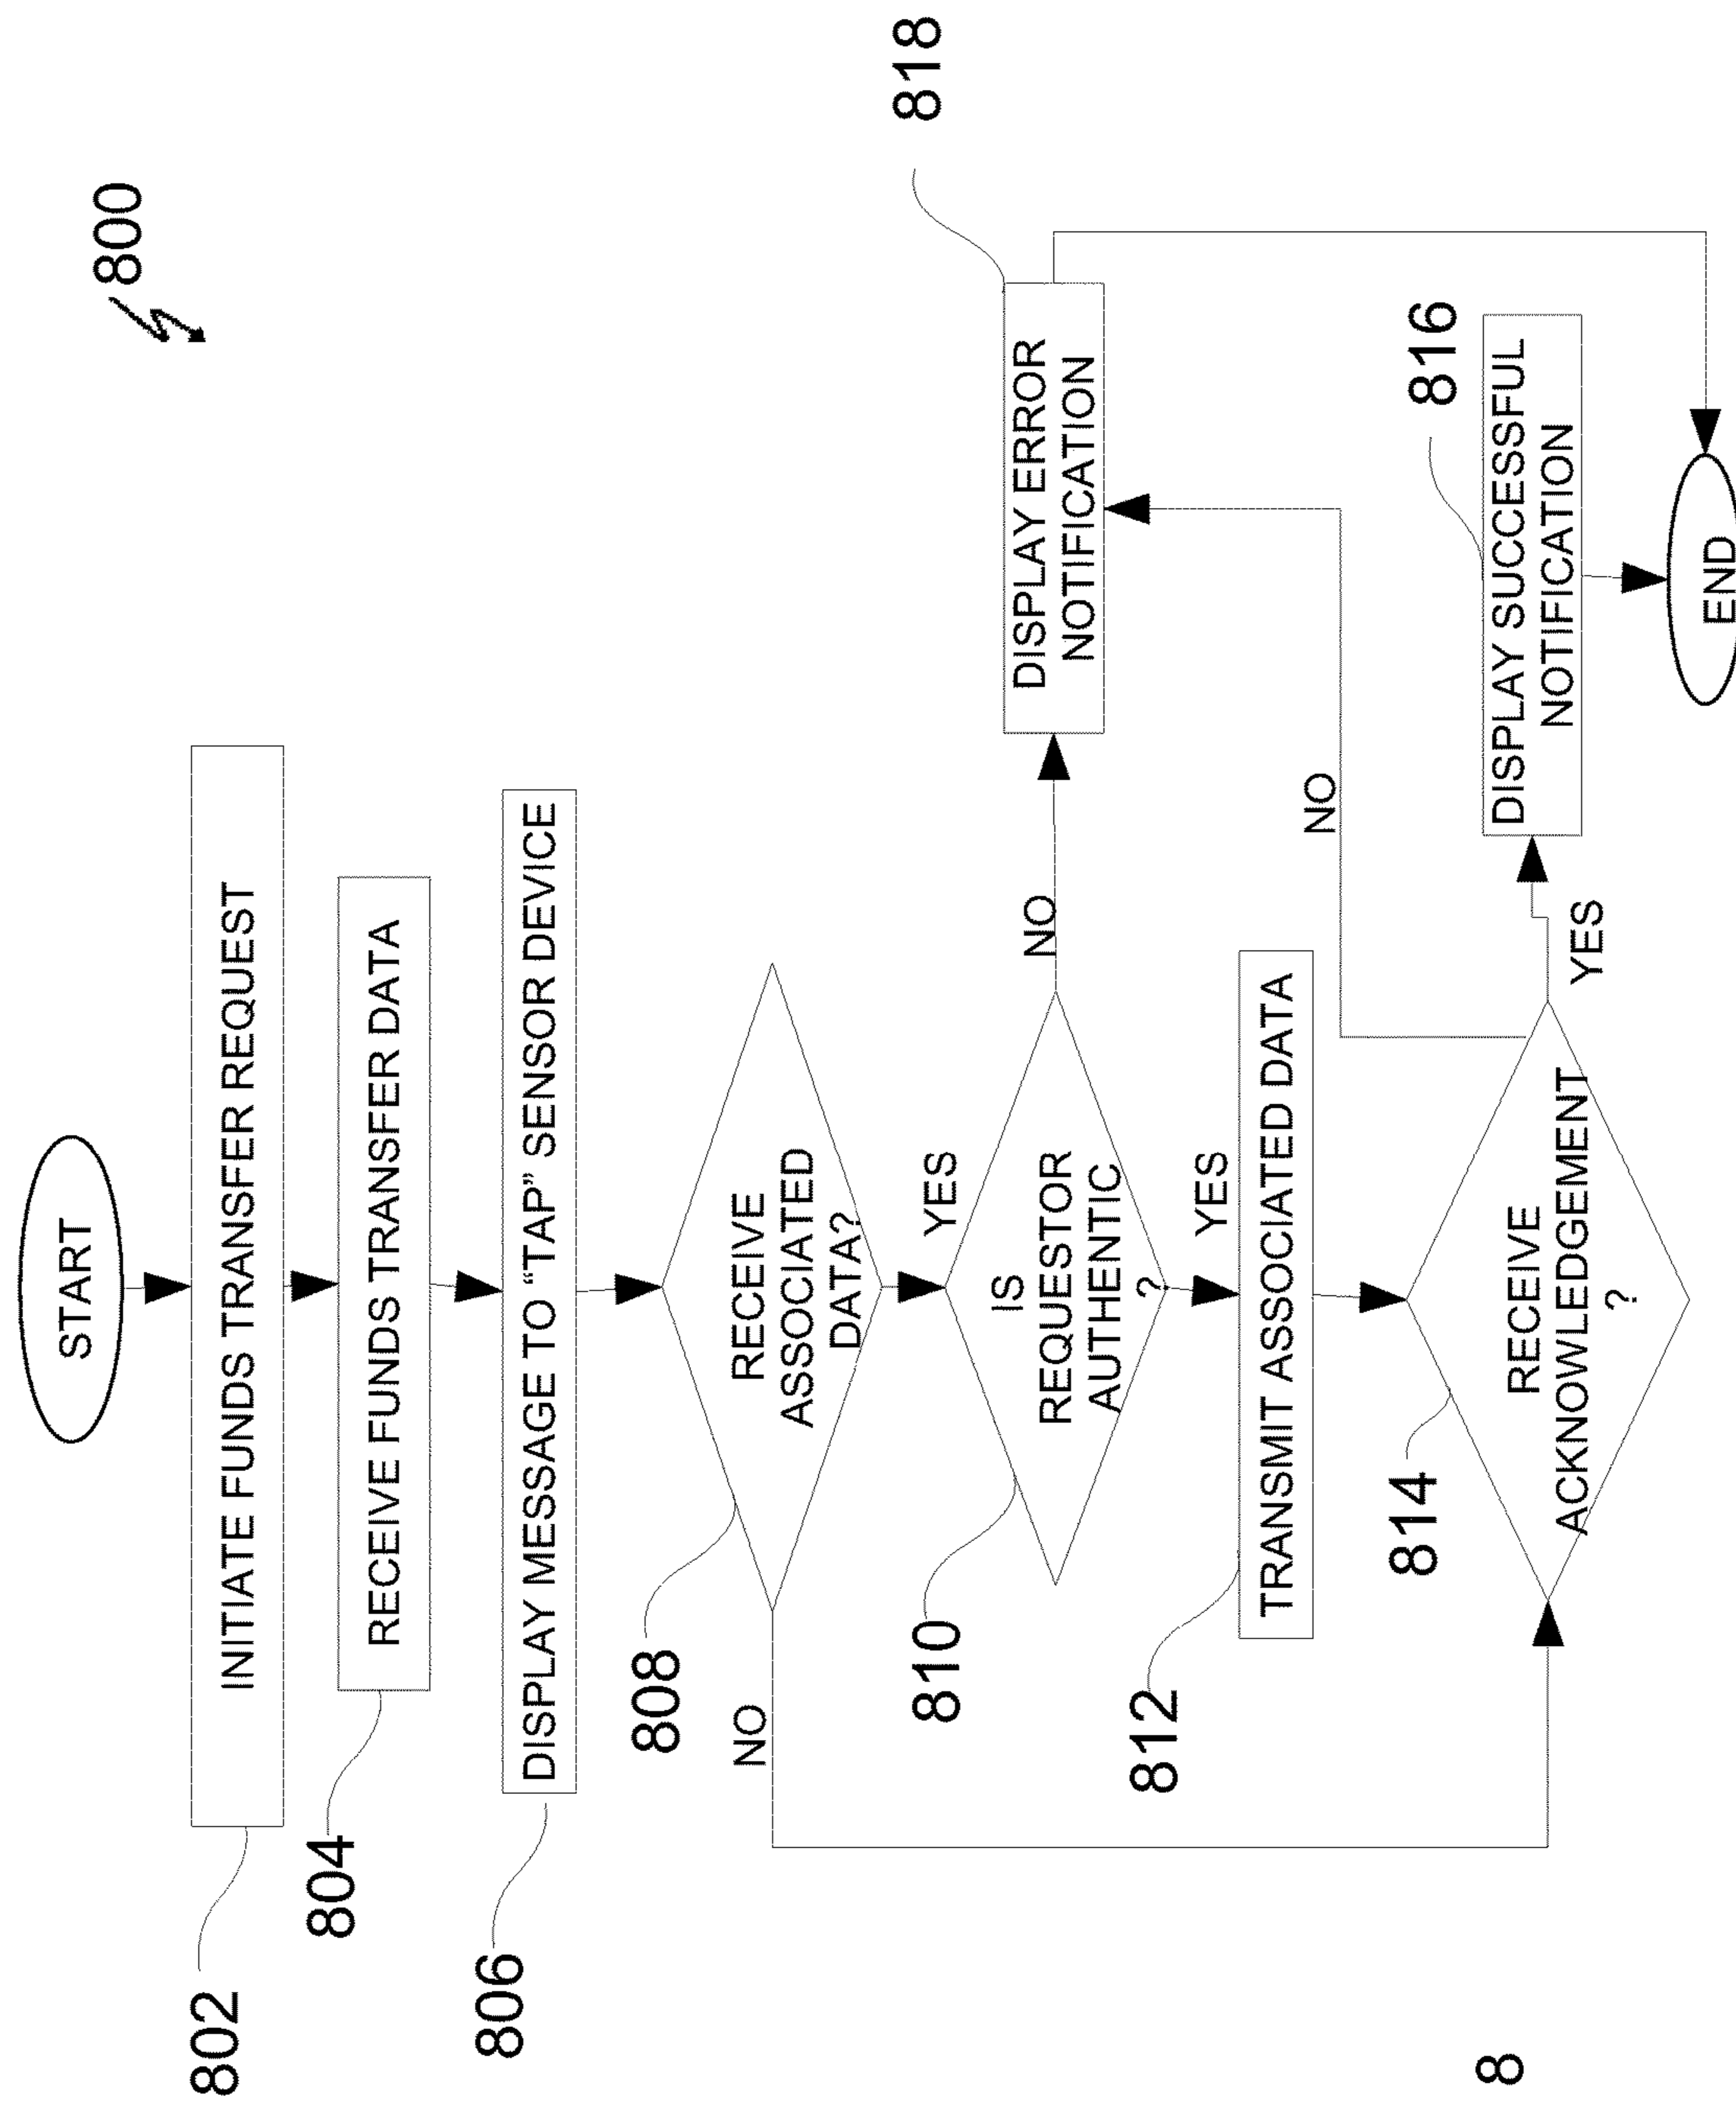 800
START
802
INITIATE FUNDS TRANSFER REQUEST
804
RECEIVE FUNDS TRANSFER DATA
806
DISPLAY MESSAGE TO “TAP” SENSOR DEVICE
808
RECEIVE
ASSOCIATED
DATA?
NO
YES
810
IS
REQUESTOR
AUTHENTIC
?
NO
818
DISPLAY ERROR
NOTIFICATION
YES
812
TRANSMIT ASSOCIATED DATA
814
RECEIVE
ACKNOWLEDGEMENT
?
NO
YES
816
DISPLAY SUCCESSFUL
NOTIFICATION
END
8